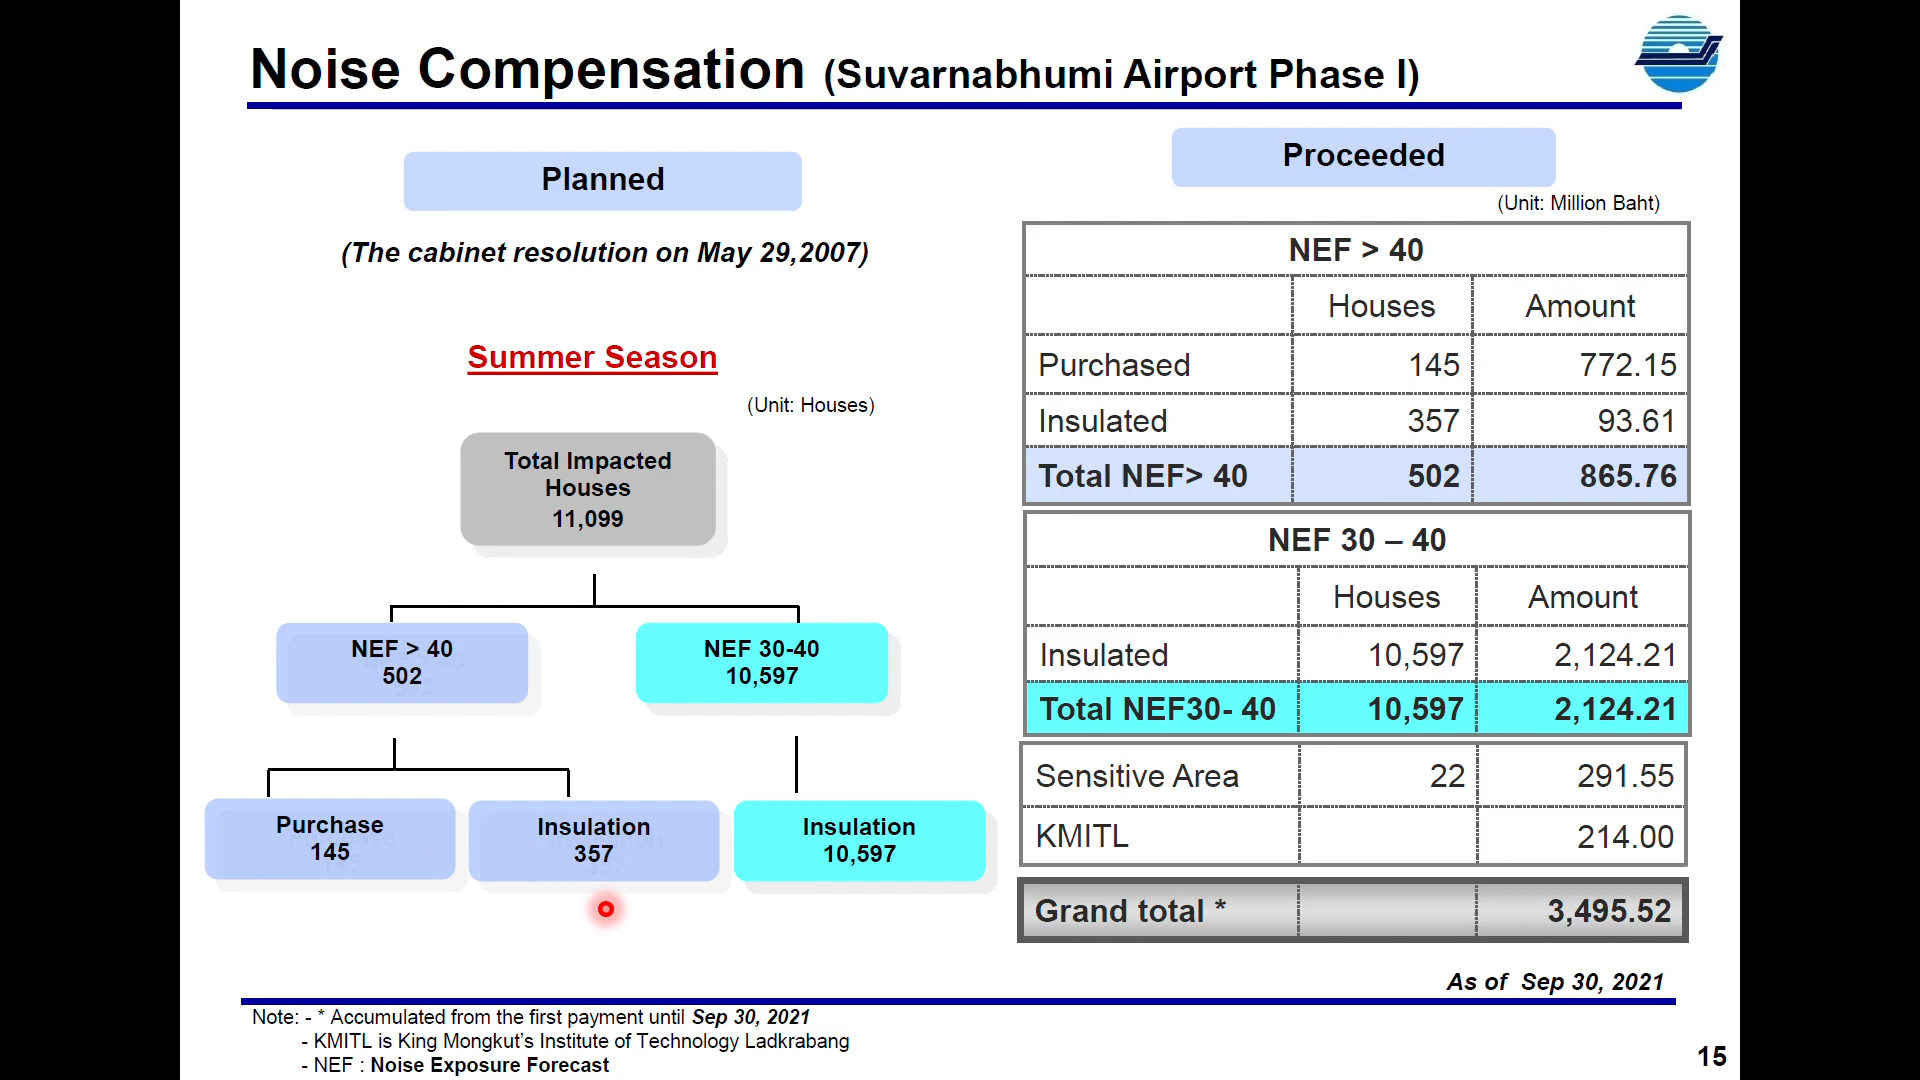 Noise Compensation (Suvarnabhumi Airport Phase I)
Planned
(The cabinet resolution on May 29,2007)
Summer Season
(Unit: Houses)
Total Impacted
Houses
11,099
NEF > 40
502
NEF 30-40
10,597
Purchase
145
Insulation
357
Insulation
10,597
Proceeded
(Unit: Million Baht)
NEF > 40
Houses Amount
Purchased 145 772.15
Insulated 357 93.61
Total NEF> 40 502 865.76
NEF 30 – 40
Houses Amount
Insulated 10,597 2,124.21
Total NEF30- 40 10,597 2,124.21
Sensitive Area 22 291.55
KMITL 214.00
Grand total * 3,495.52
As of Sep 30, 2021
Note: - * Accumulated from the first payment until Sep 30, 2021
- KMITL is King Mongkut’s Institute of Technology Ladkrabang
- NEF : Noise Exposure Forecast
15